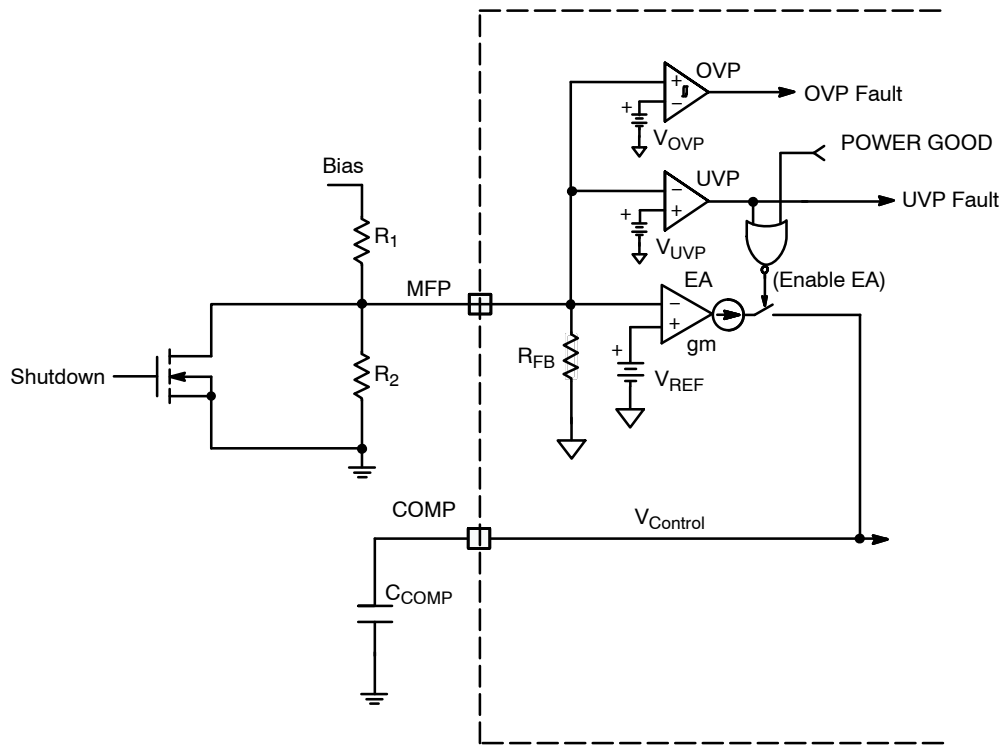 OVP
+
−
+
V_OVP
OVP Fault
POWER GOOD
Bias
UVP
−
+
+
V_UVP
UVP Fault
R_1
EA
(Enable EA)
MFP
−
+
gm
R_FB
+
V_REF
Shutdown
R_2
COMP
V_Control
C_COMP